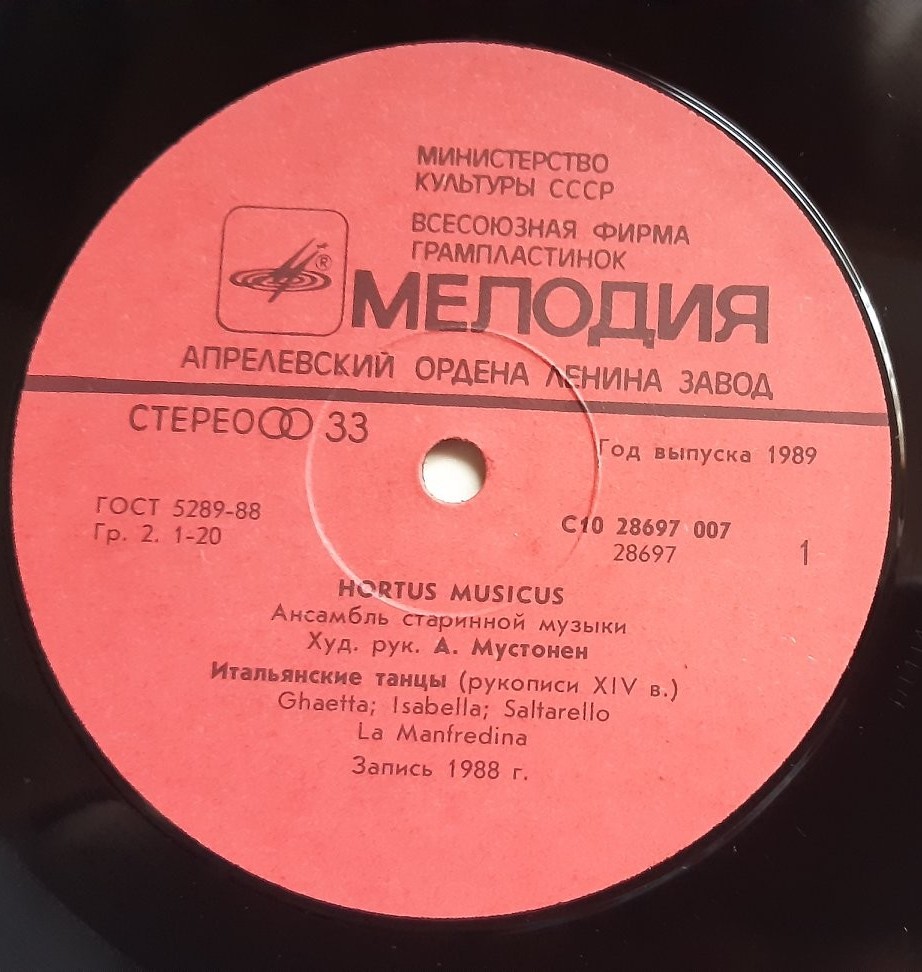 МИНИСТЕРСТВО
КУЛЬТУРЫ СССР
ВСЕСОЮЗНАЯ ФИРМА
ГРАМПЛАСТИНОК
®
МЕЛОДИЯ
АПРЕЛЕВСКИЙ ОРДЕНА ЛЕНИНА ЗАВОД
СТЕРЕО 33
Год выпуска 1989
ГОСТ 5289-88
Гр. 2. 1-20
С10 28697 007
28697
1
HORTUS MUSICUS
Ансамбль старинной музыки
Худ. рук. А. Мустонен
Итальянские танцы (рукописи XIV в.)
Ghaetta; Isabella; Saltarello
La Manfredina
Запись 1988 г.